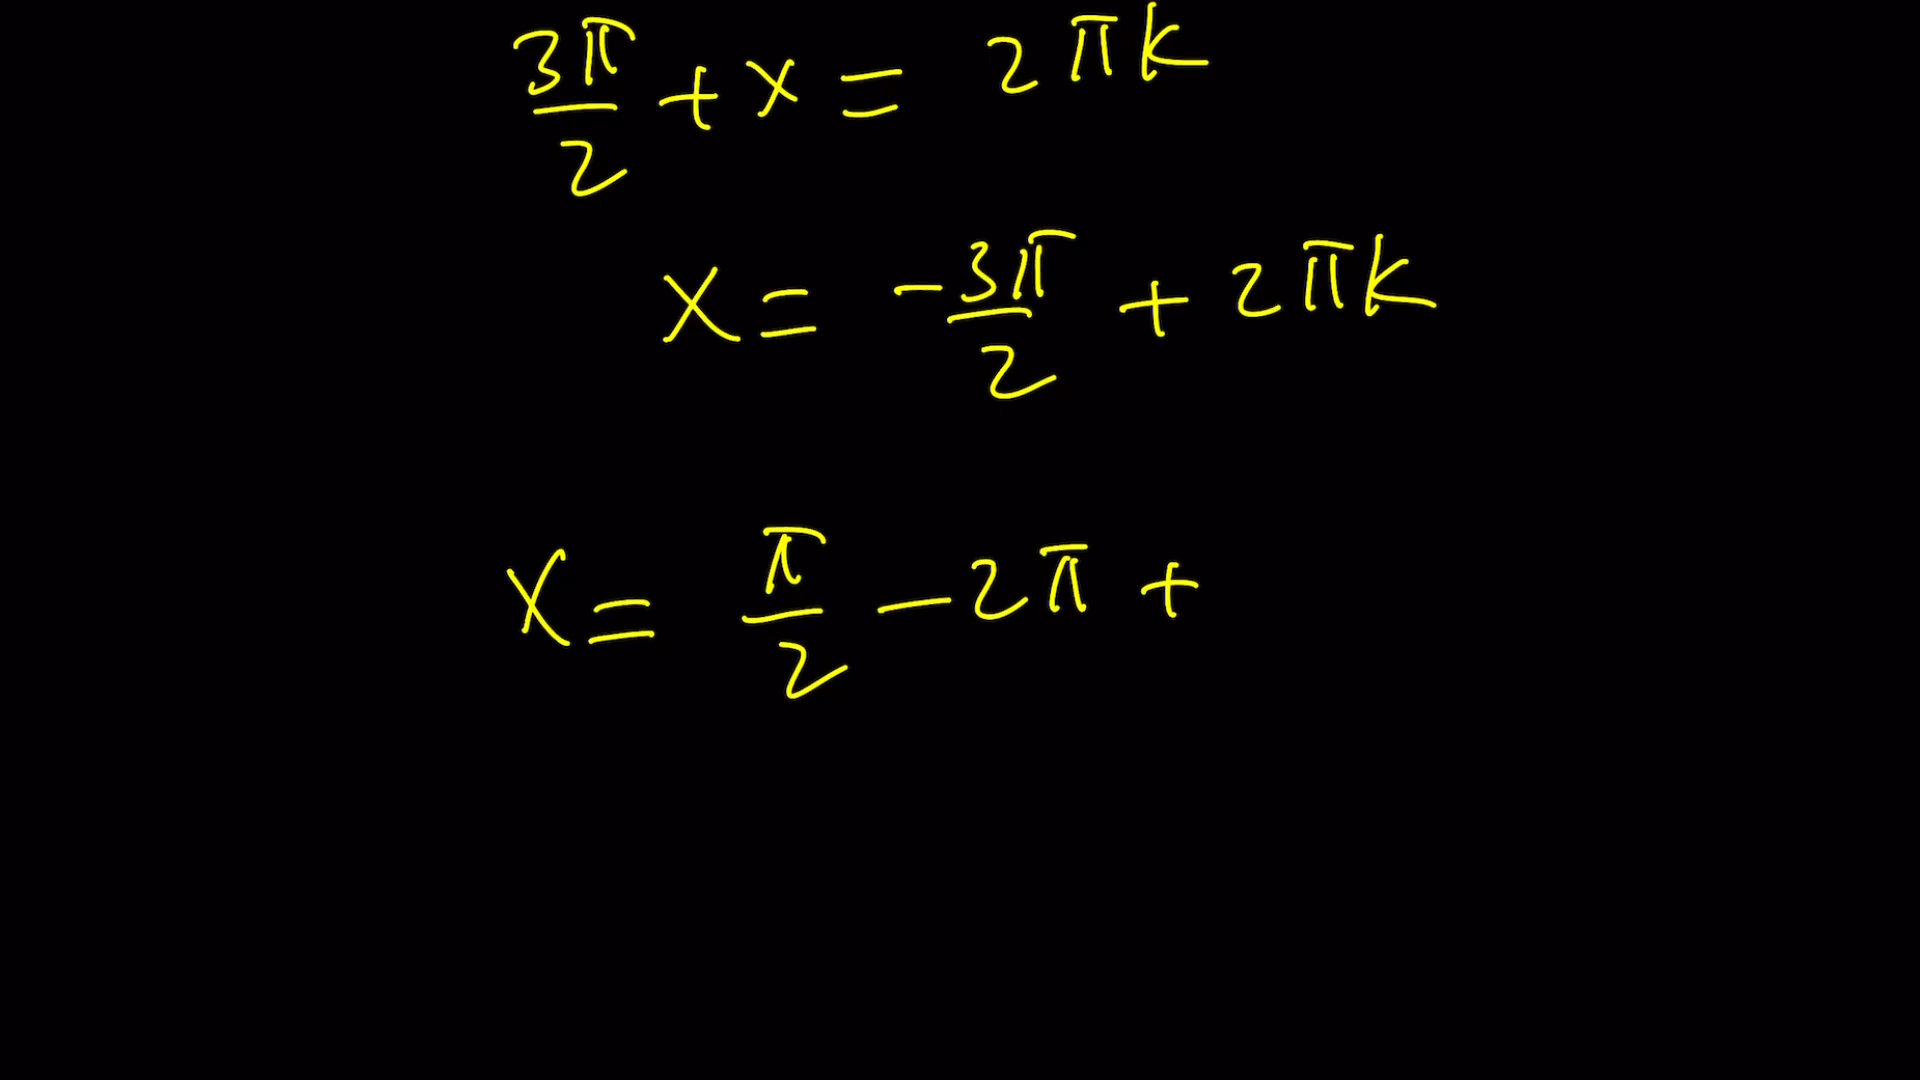 3π/2 + x = 2πk
x = -3π/2 + 2πk
x = π/2 - 2π +